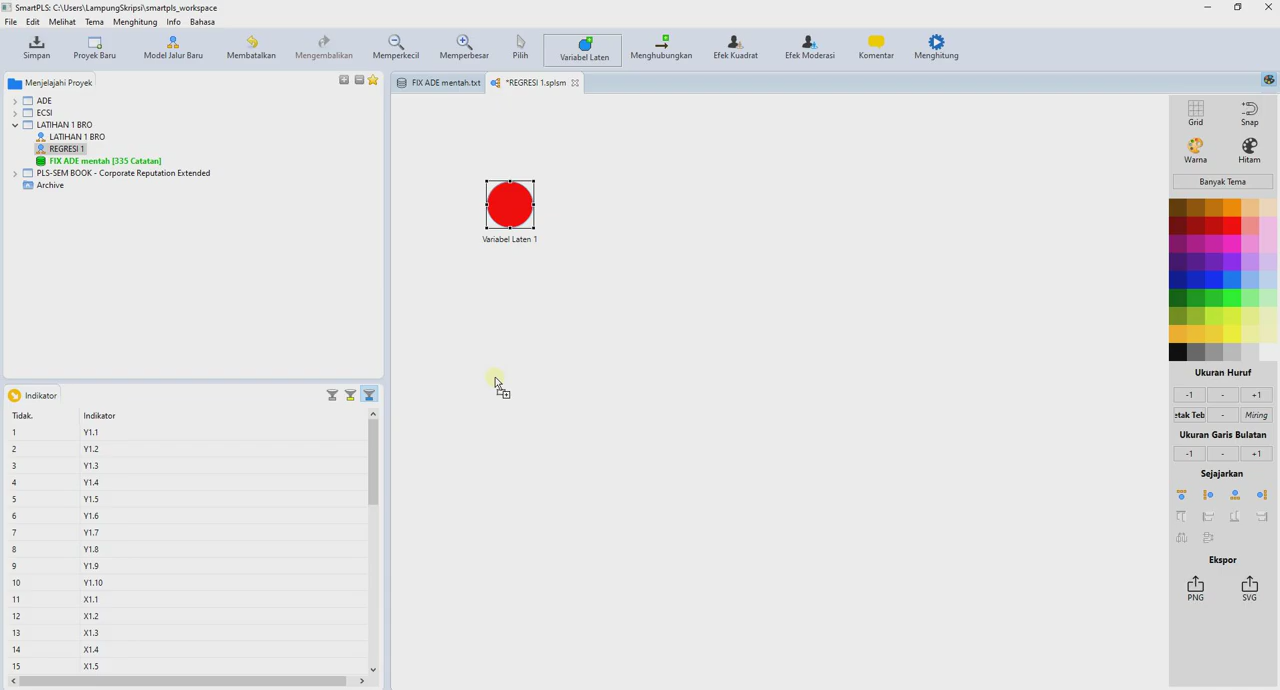 SmartPLS: C:\Users\LampungSkripsi\smartpls_workspace
File Edit Melihat Tema Menghitung Info Bahasa
Simpan Proyek Baru Model Jalur Baru Membatalkan Mengembalikan Memperkecil Memperbesar Pilih Variabel Laten Menghubungkan Efek Kuadrat Efek Moderasi Komentar Menghitung
Menjelajahi Proyek
ADE
ECSI
LATIHAN 1 BRO
LATIHAN 1 BRO
REGRESI 1
FIX ADE mentah [335 Catatan]
PLS-SEM BOOK - Corporate Reputation Extended
Archive
Indikator
Tidak. Indikator
1 Y1.1
2 Y1.2
3 Y1.3
4 Y1.4
5 Y1.5
6 Y1.6
7 Y1.7
8 Y1.8
9 Y1.9
10 Y1.10
11 X1.1
12 X1.2
13 X1.3
14 X1.4
15 X1.5
FIX ADE mentah.txt *REGRESI 1.splsm
Variabel Laten 1
Grid Snap
Warna Hitam
Banyak Tema
Ukuran Huruf
-1 - +1
etak Teb - Miring
Ukuran Garis Bulatan
-1 - +1
Sejajarkan
Ekspor
PNG SVG